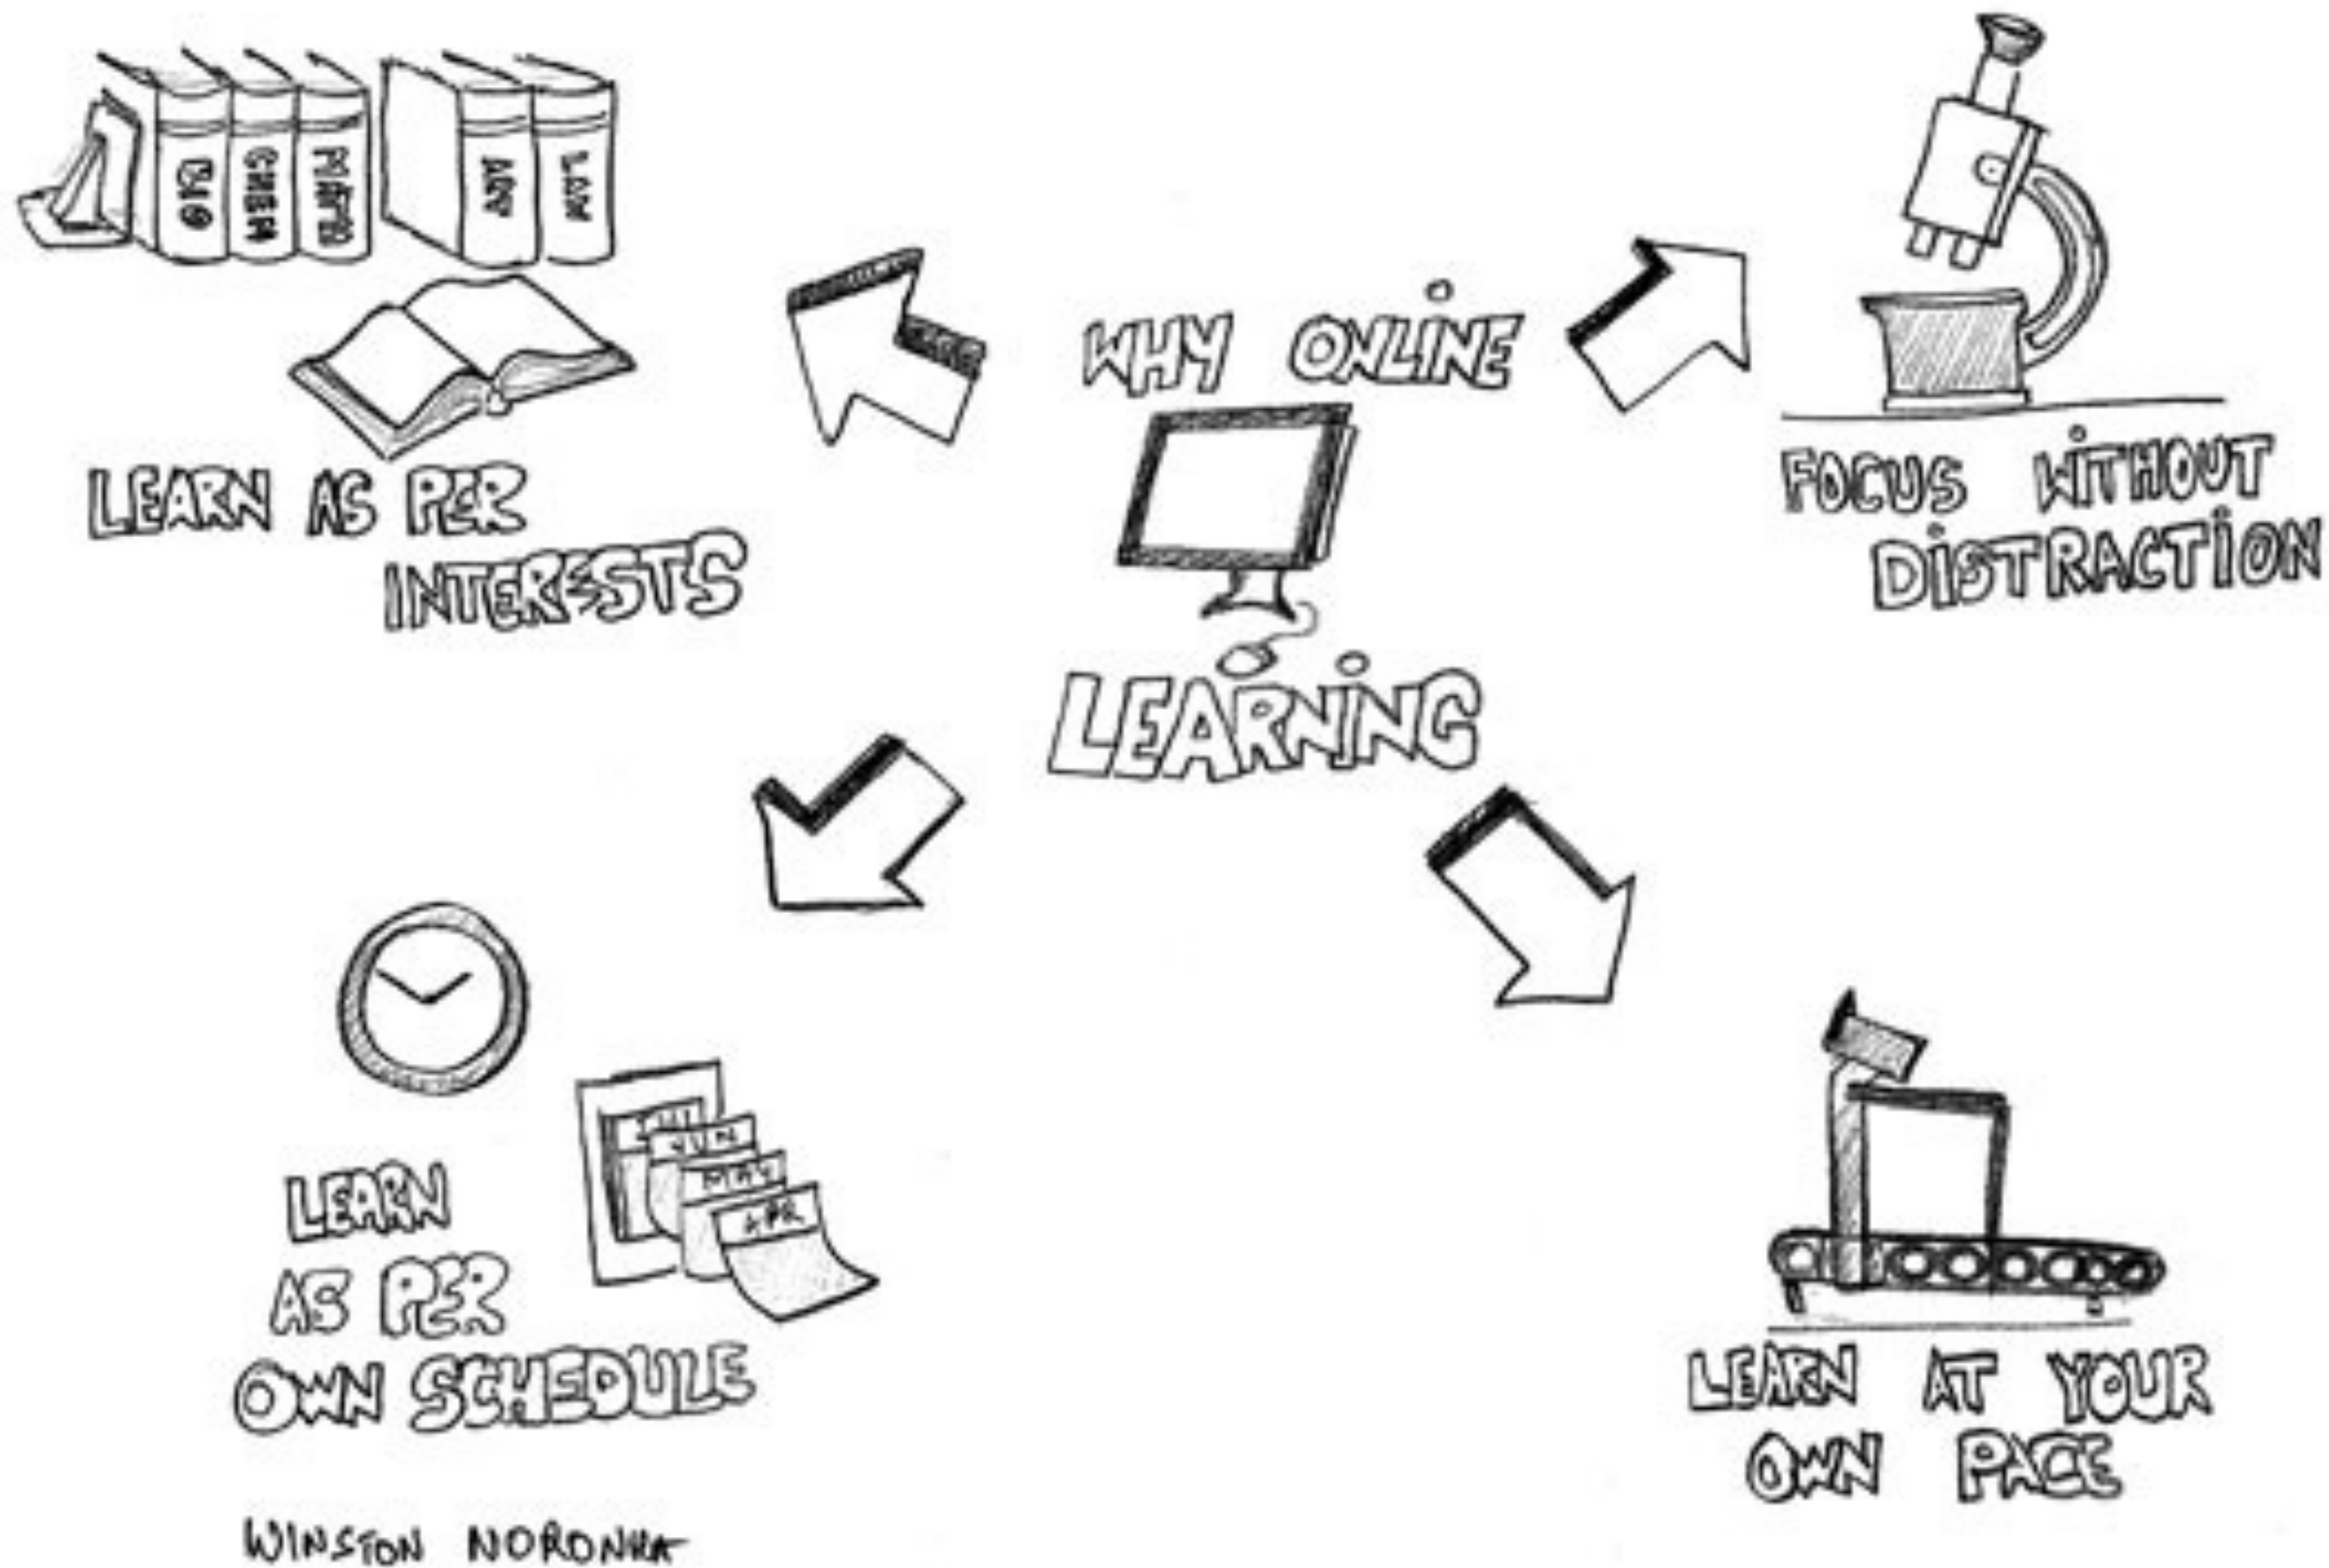 BIO
CHEM
MATHS
ART
LAW
LEARN AS PER
INTERESTS
WHY ONLINE
LEARNING
FOCUS WITHOUT
DISTRACTION
JUN
MAY
APR
LEARN
AS PER
OWN SCHEDULE
LEARN AT YOUR
OWN PACE
WINSTON NORONHA